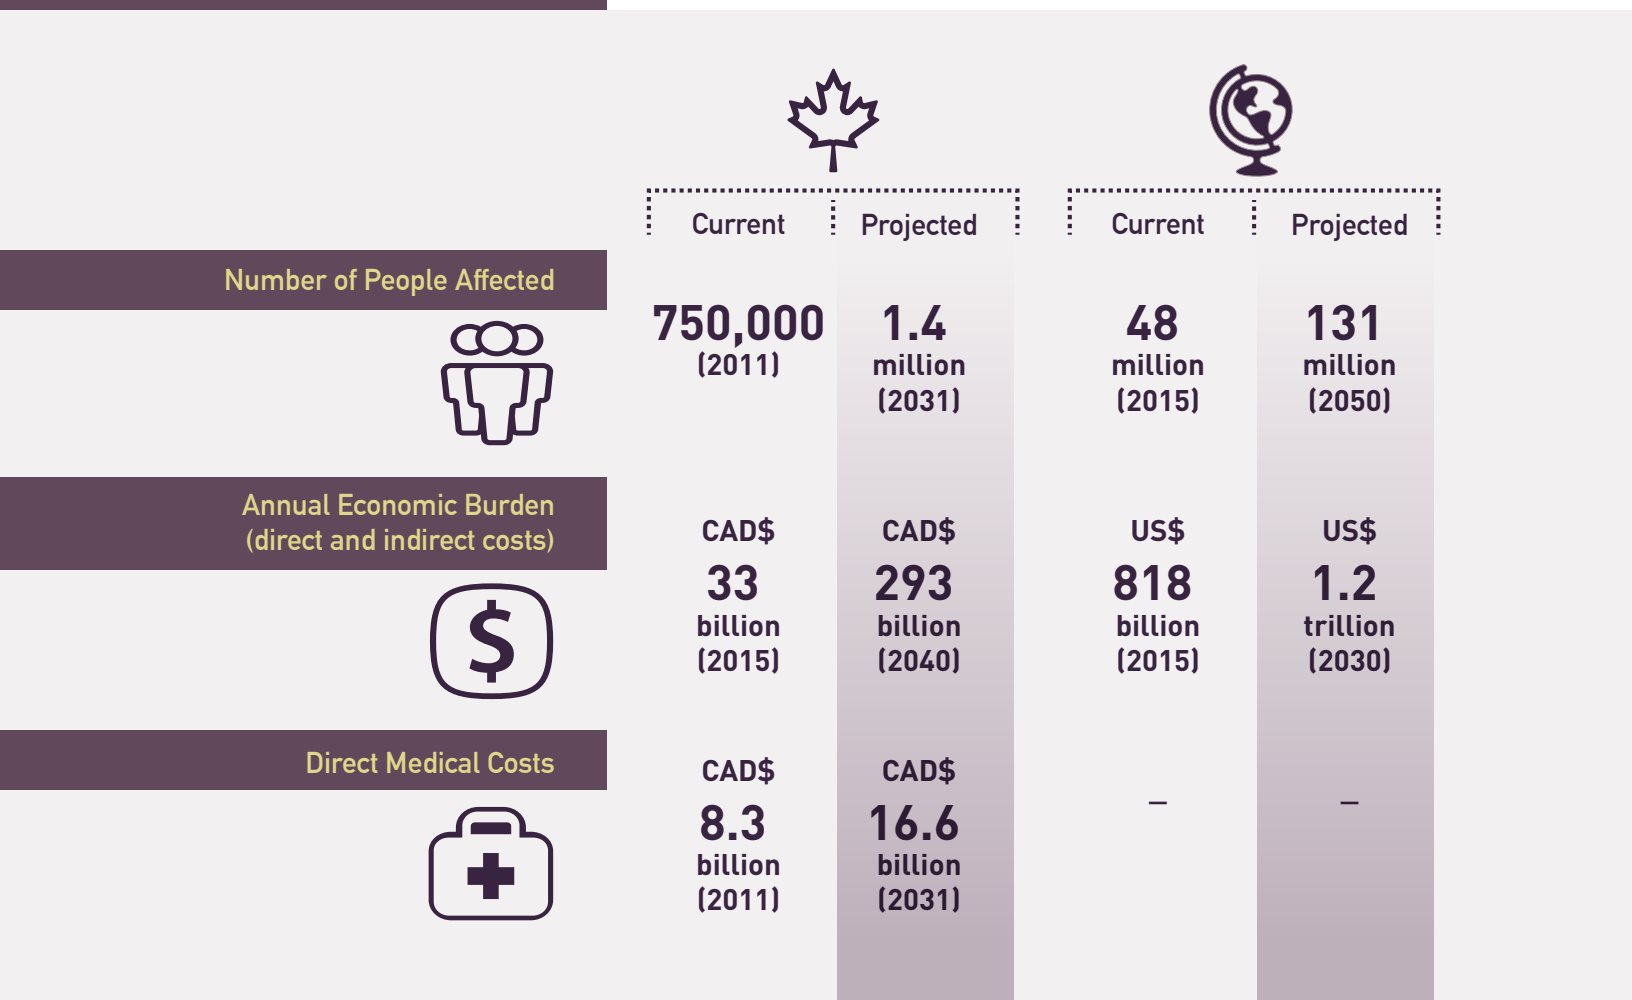 Current
Projected
Current
Projected
Number of People Affected
750,000
(2011)
1.4
million
(2031)
48
million
(2015)
131
million
(2050)
Annual Economic Burden
(direct and indirect costs)
CAD$
33
billion
(2015)
CAD$
293
billion
(2040)
US$
818
billion
(2015)
US$
1.2
trillion
(2030)
$
Direct Medical Costs
CAD$
8.3
billion
(2011)
CAD$
16.6
billion
(2031)
–
–